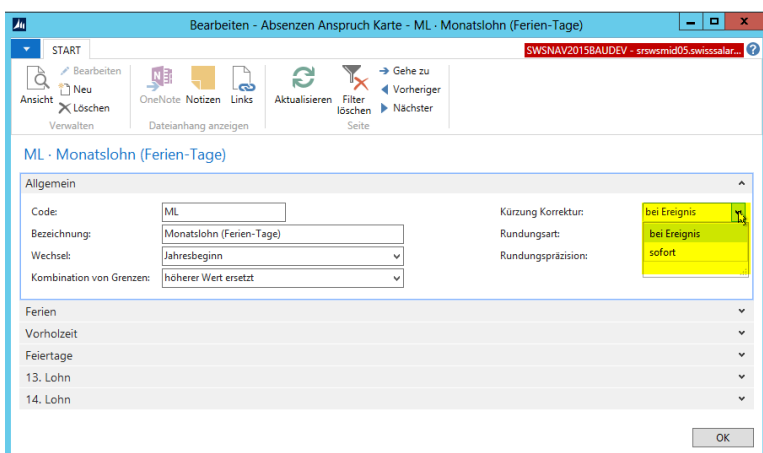 Bearbeiten - Absenzen Anspruch Karte - ML · Monatslohn (Ferien-Tage)
START
SWSNAV2015BAUDEV - srswsmid05.swisssalar...
Ansicht
Bearbeiten
Neu
Löschen
Verwalten
OneNote Notizen Links
Dateianhang anzeigen
Aktualisieren
Filter löschen
Gehe zu
Vorheriger
Nächster
Seite
ML · Monatslohn (Ferien-Tage)
Allgemein
Code: ML
Bezeichnung: Monatslohn (Ferien-Tage)
Wechsel: Jahresbeginn
Kombination von Grenzen: höherer Wert ersetzt
Kürzung Korrektur: bei Ereignis
bei Ereignis
sofort
Rundungsart:
Rundungspräzision:
Ferien
Vorholzeit
Feiertage
13. Lohn
14. Lohn
OK